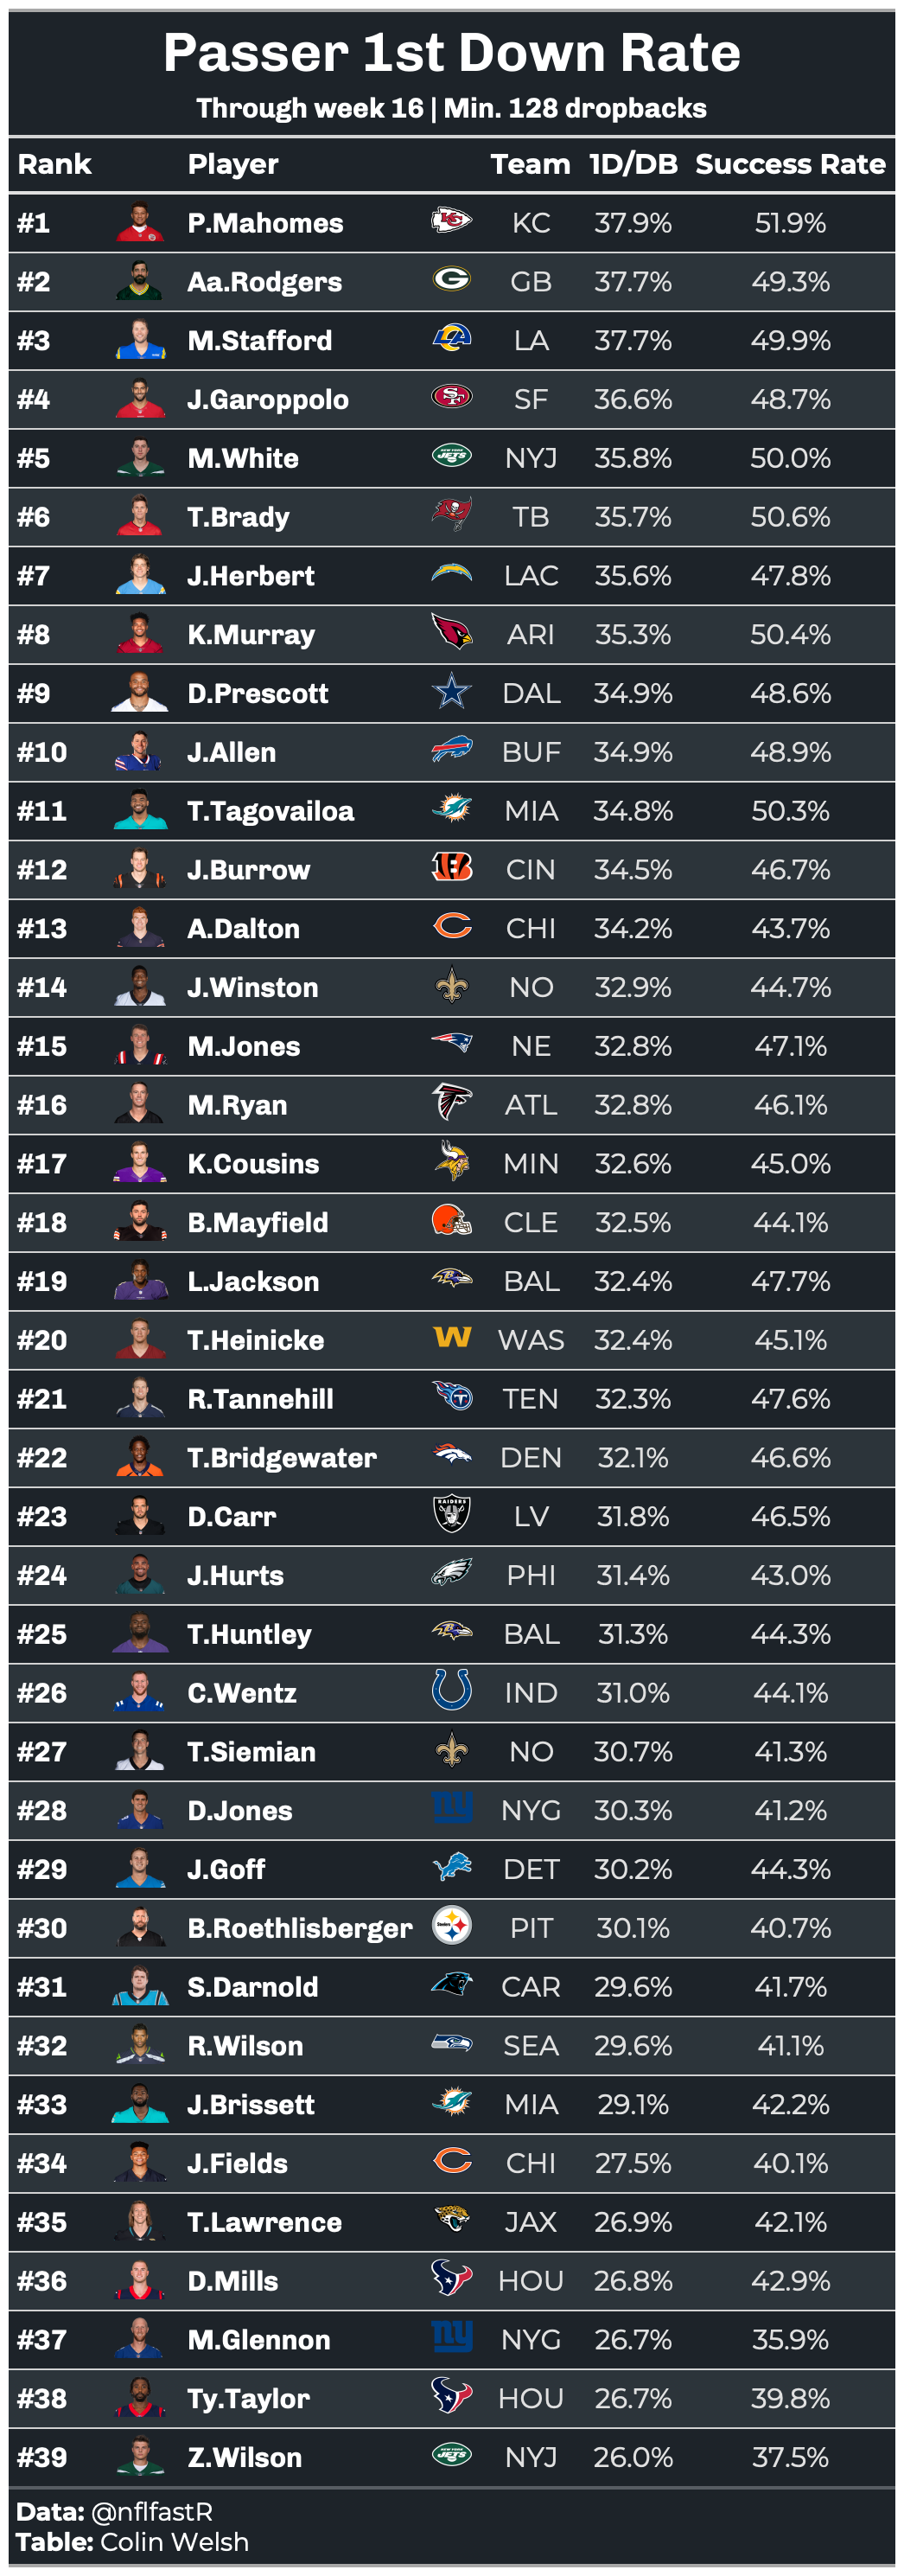 Passer 1st Down Rate
Through week 16 | Min. 128 dropbacks
Rank Player Team 1D/DB Success Rate
#1 P.Mahomes KC 37.9% 51.9%
#2 Aa.Rodgers GB 37.7% 49.3%
#3 M.Stafford LA 37.7% 49.9%
#4 J.Garoppolo SF 36.6% 48.7%
#5 M.White NYJ 35.8% 50.0%
#6 T.Brady TB 35.7% 50.6%
#7 J.Herbert LAC 35.6% 47.8%
#8 K.Murray ARI 35.3% 50.4%
#9 D.Prescott DAL 34.9% 48.6%
#10 J.Allen BUF 34.9% 48.9%
#11 T.Tagovailoa MIA 34.8% 50.3%
#12 J.Burrow CIN 34.5% 46.7%
#13 A.Dalton CHI 34.2% 43.7%
#14 J.Winston NO 32.9% 44.7%
#15 M.Jones NE 32.8% 47.1%
#16 M.Ryan ATL 32.8% 46.1%
#17 K.Cousins MIN 32.6% 45.0%
#18 B.Mayfield CLE 32.5% 44.1%
#19 L.Jackson BAL 32.4% 47.7%
#20 T.Heinicke WAS 32.4% 45.1%
#21 R.Tannehill TEN 32.3% 47.6%
#22 T.Bridgewater DEN 32.1% 46.6%
#23 D.Carr LV 31.8% 46.5%
#24 J.Hurts PHI 31.4% 43.0%
#25 T.Huntley BAL 31.3% 44.3%
#26 C.Wentz IND 31.0% 44.1%
#27 T.Siemian NO 30.7% 41.3%
#28 D.Jones NYG 30.3% 41.2%
#29 J.Goff DET 30.2% 44.3%
#30 B.Roethlisberger PIT 30.1% 40.7%
#31 S.Darnold CAR 29.6% 41.7%
#32 R.Wilson SEA 29.6% 41.1%
#33 J.Brissett MIA 29.1% 42.2%
#34 J.Fields CHI 27.5% 40.1%
#35 T.Lawrence JAX 26.9% 42.1%
#36 D.Mills HOU 26.8% 42.9%
#37 M.Glennon NYG 26.7% 35.9%
#38 Ty.Taylor HOU 26.7% 39.8%
#39 Z.Wilson NYJ 26.0% 37.5%
Data: @nflfastR
Table: Colin Welsh